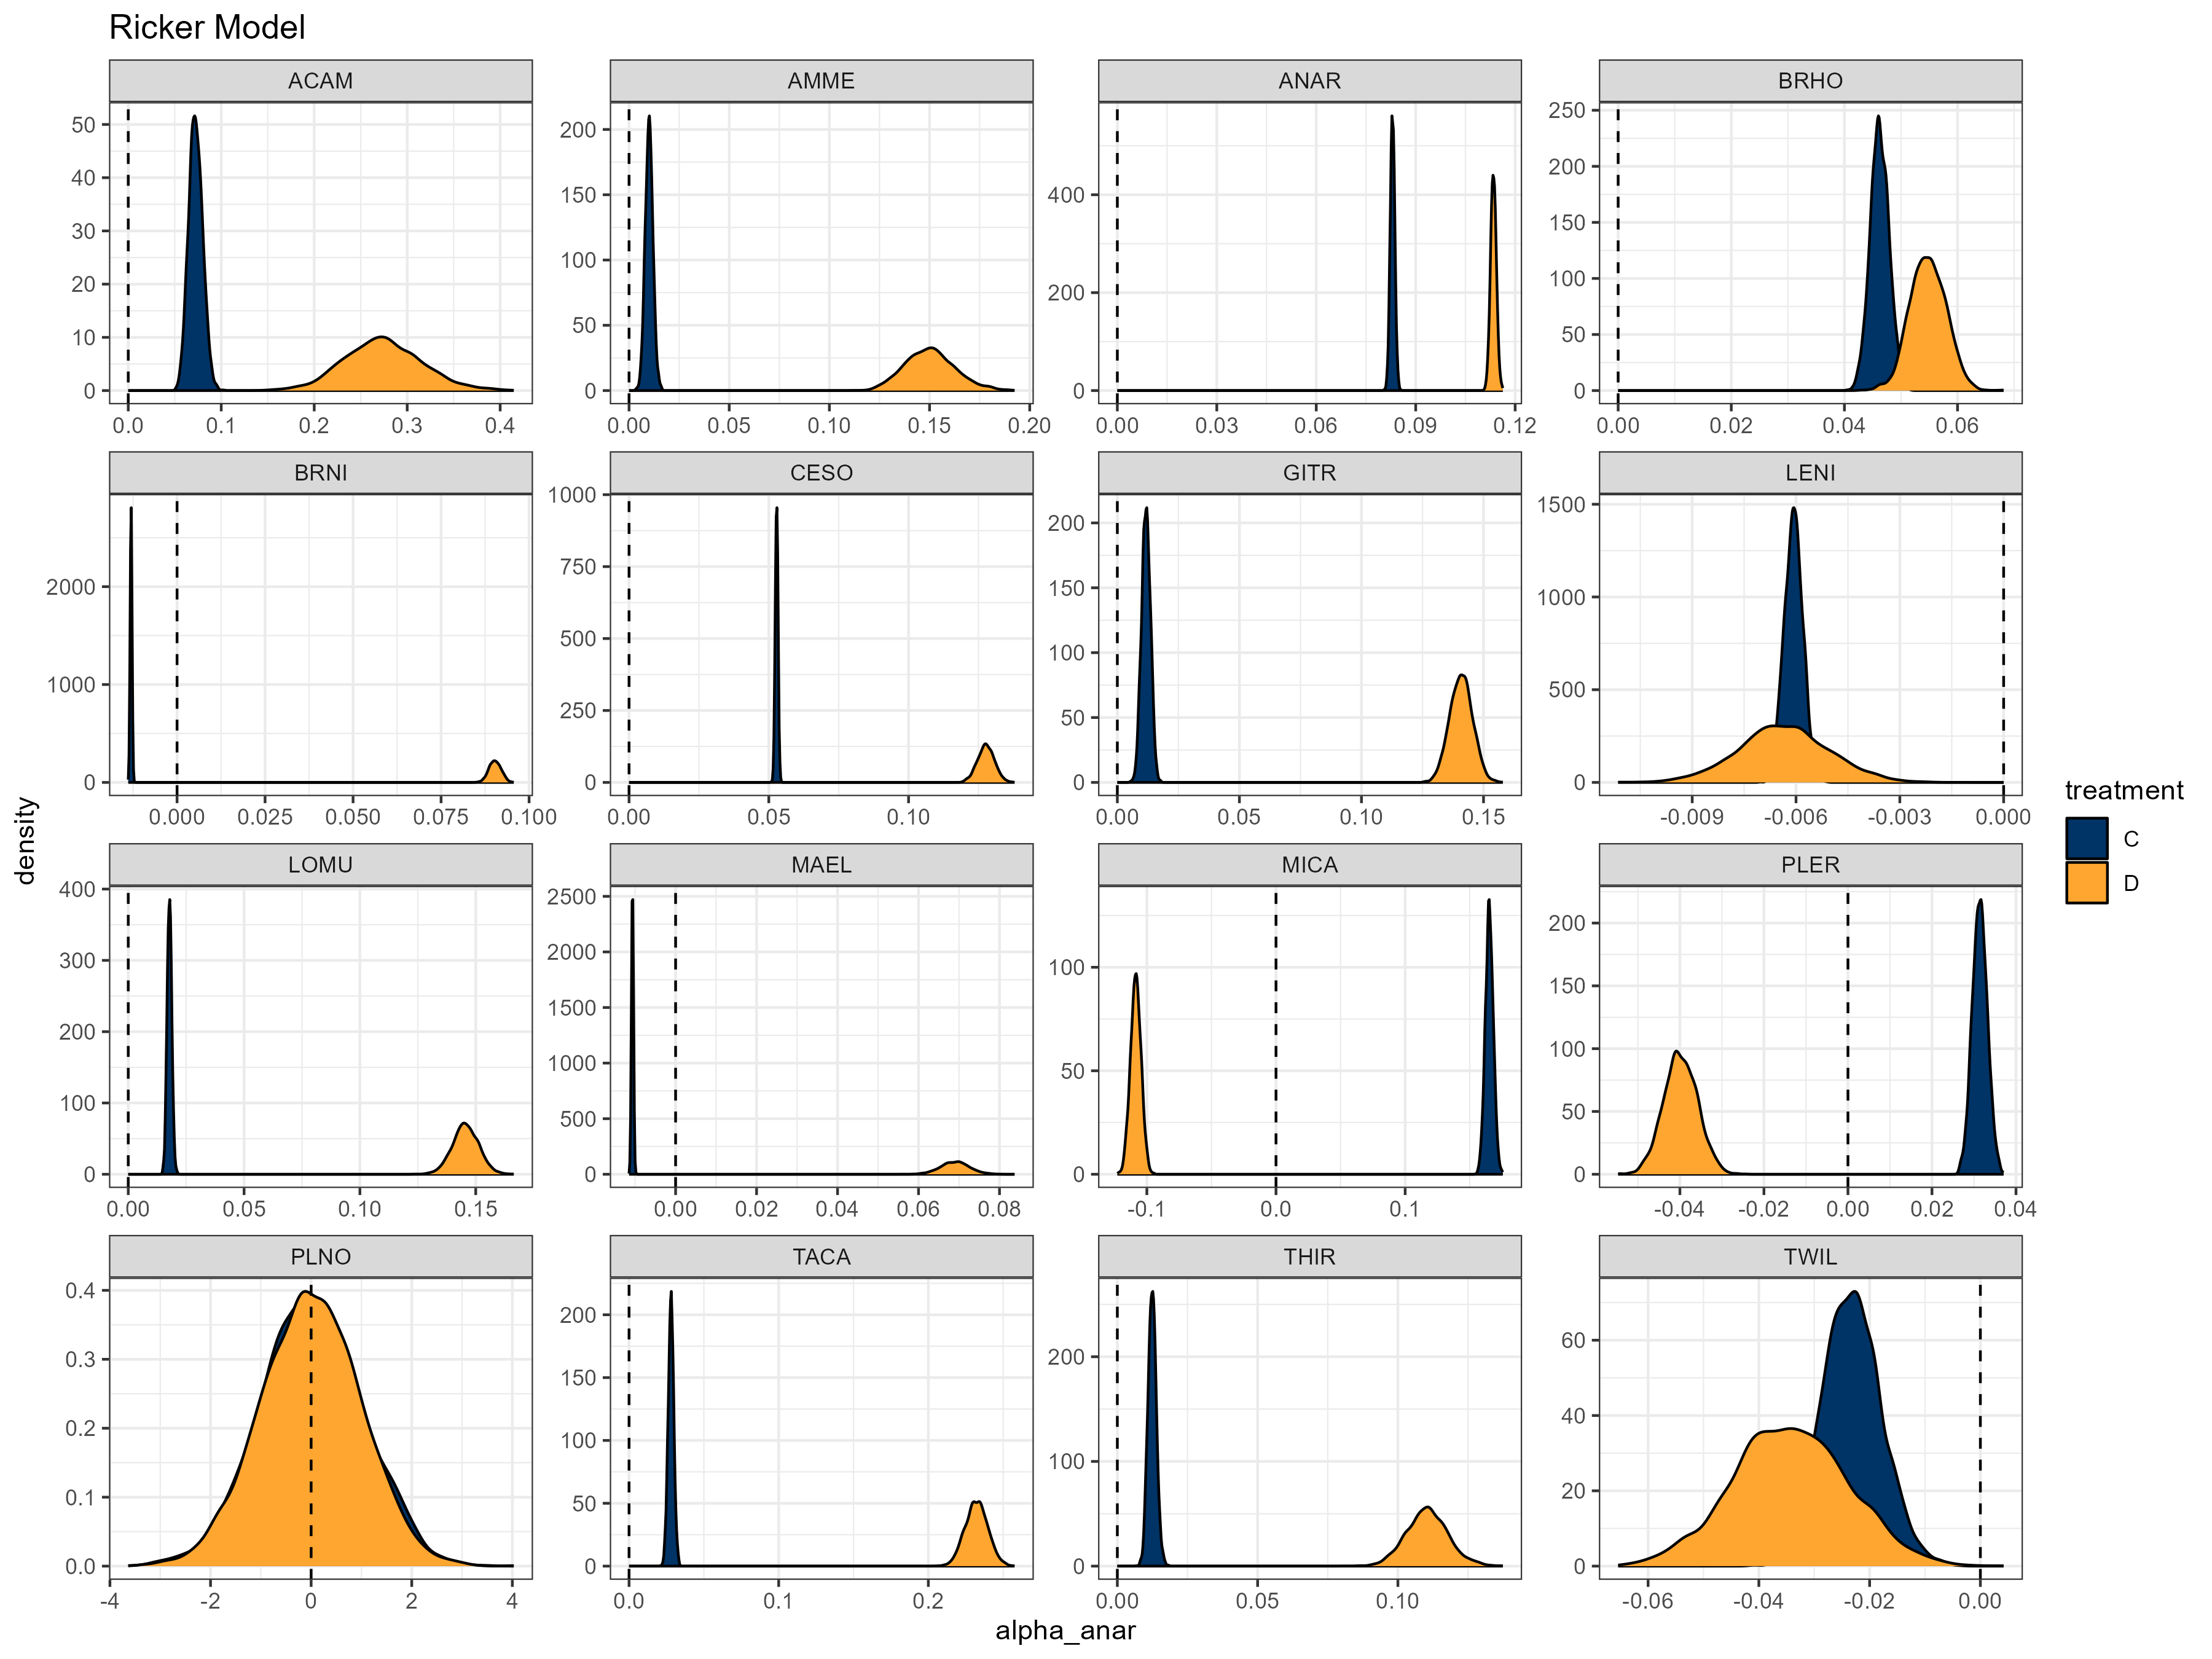 Ricker Model
ACAM AMME ANAR BRHO
50 40 30 20 10 0
200 150 100 50 0
400 200 0
250 200 150 100 50 0
0.0 0.1 0.2 0.3 0.4
0.00 0.05 0.10 0.15 0.20
0.00 0.03 0.06 0.09 0.12
0.00 0.02 0.04 0.06
BRNI CESO GITR LENI
2000 1000 0
1000 750 500 250 0
200 150 100 50 0
1500 1000 500 0
0.000 0.025 0.050 0.075 0.100
0.00 0.05 0.10
0.00 0.05 0.10 0.15
-0.009 -0.006 -0.003 0.000
LOMU MAEL MICA PLER
400 300 200 100 0
2500 2000 1500 1000 500 0
100 50 0
200 150 100 50 0
0.00 0.05 0.10 0.15
0.00 0.02 0.04 0.06 0.08
-0.1 0.0 0.1
-0.04 -0.02 0.00 0.02 0.04
PLNO TACA THIR TWIL
0.4 0.3 0.2 0.1 0.0
200 150 100 50 0
200 100 0
60 40 20 0
-4 -2 0 2 4
0.0 0.1 0.2
0.00 0.05 0.10
-0.06 -0.04 -0.02 0.00
density
alpha_anar
treatment
C
D